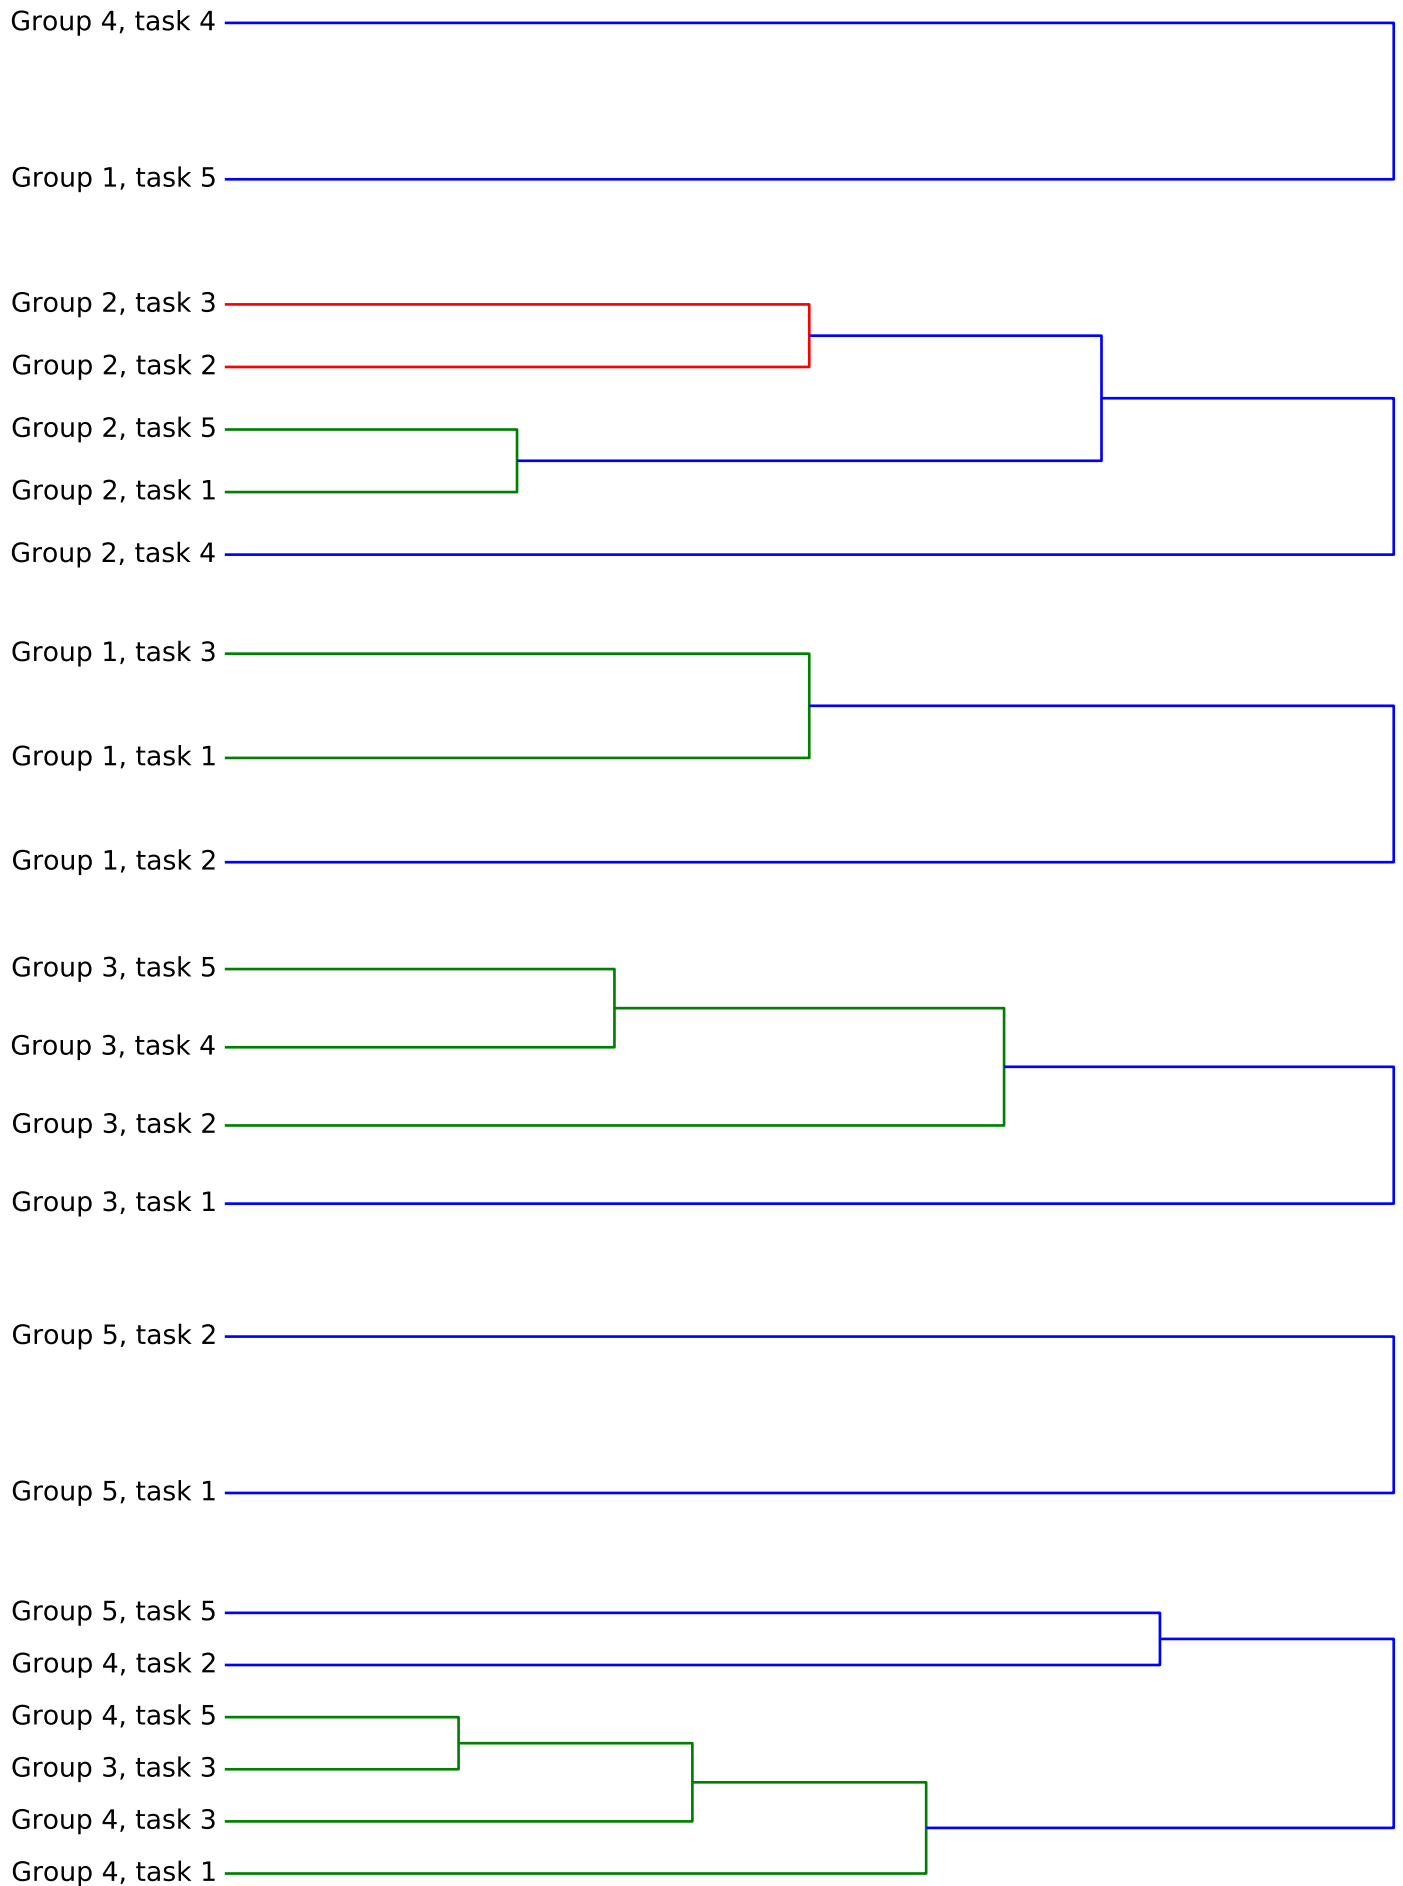 Group 4, task 4
Group 1, task 5
Group 2, task 3
Group 2, task 2
Group 2, task 5
Group 2, task 1
Group 2, task 4
Group 1, task 3
Group 1, task 1
Group 1, task 2
Group 3, task 5
Group 3, task 4
Group 3, task 2
Group 3, task 1
Group 5, task 2
Group 5, task 1
Group 5, task 5
Group 4, task 2
Group 4, task 5
Group 3, task 3
Group 4, task 3
Group 4, task 1